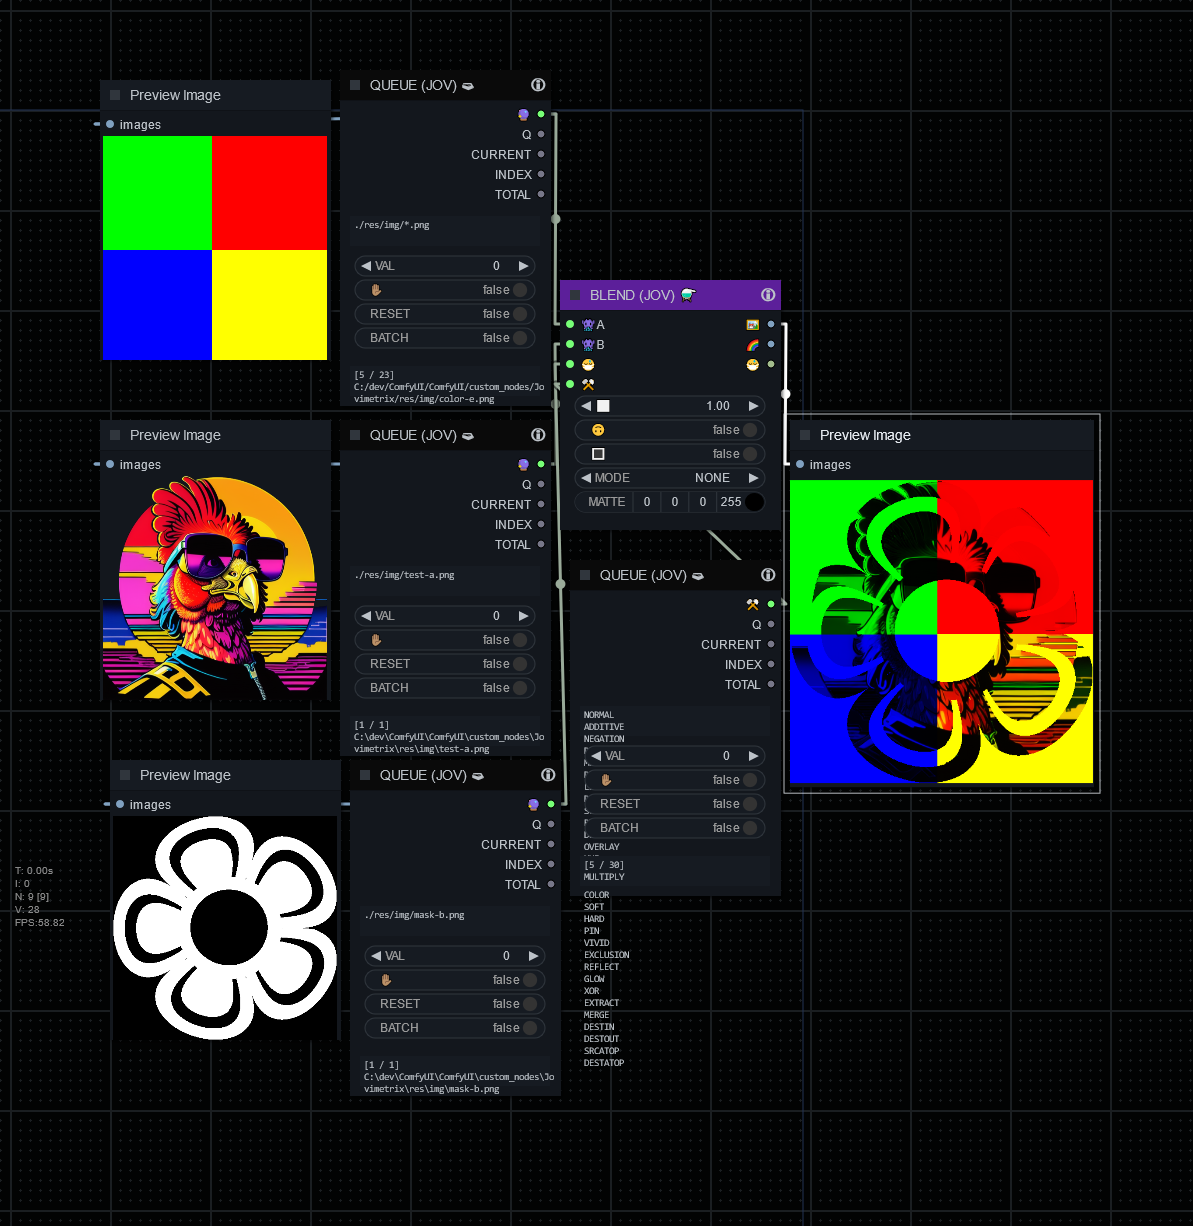 Preview Image
images
QUEUE (JOV)
Q
CURRENT
INDEX
TOTAL
./res/img/*.png
VAL 0
false
RESET false
BATCH false
[5 / 23]
C:/dev/ComfyUI/ComfyUI/custom_nodes/Jo
vimetrix/res/img/color-e.png
BLEND (JOV)
A
B
1.00
false
false
MODE NONE
MATTE 0 0 0 255
Preview Image
images
QUEUE (JOV)
Q
CURRENT
INDEX
TOTAL
./res/img/test-a.png
VAL 0
false
RESET false
BATCH false
[1 / 1]
C:\dev\ComfyUI\ComfyUI\custom_nodes\Jo
vimetrix\res\img\test-a.png
Preview Image
images
QUEUE (JOV)
Q
CURRENT
INDEX
TOTAL
NORMAL
ADDITIVE
NEGATION
VAL 0
false
RESET false
BATCH false
OVERLAY
[5 / 30]
MULTIPLY
COLOR
SOFT
HARD
PIN
VIVID
EXCLUSION
REFLECT
GLOW
XOR
EXTRACT
MERGE
DESTIN
DESTOUT
SRCATOP
DESTATOP
Preview Image
images
QUEUE (JOV)
Q
CURRENT
INDEX
TOTAL
./res/img/mask-b.png
VAL 0
false
RESET false
BATCH false
[1 / 1]
C:\dev\ComfyUI\ComfyUI\custom_nodes\Jo
vimetrix\res\img\mask-b.png
T: 0.00s
I: 0
N: 9 [9]
V: 28
FPS:58.82